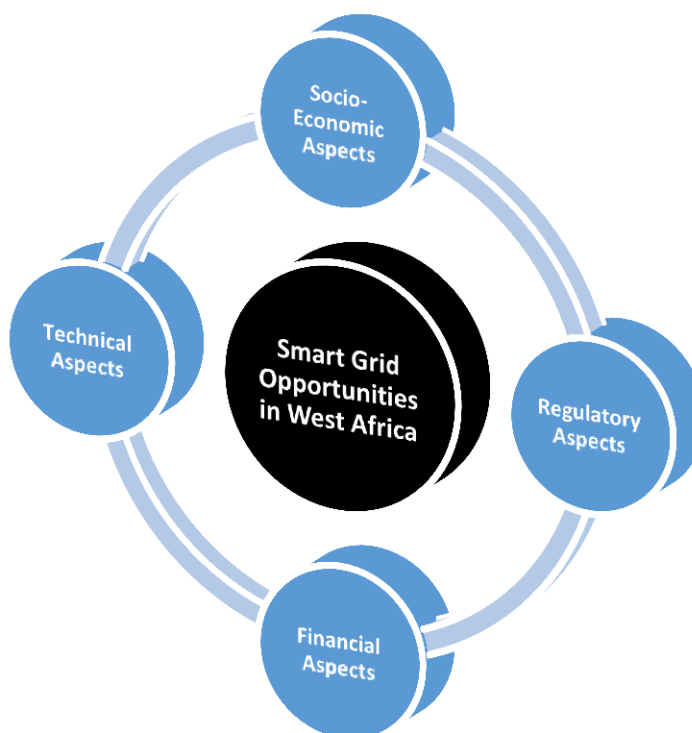 Socio-
Economic
Aspects
Technical
Aspects
Smart Grid
Opportunities
in West Africa
Regulatory
Aspects
Financial
Aspects